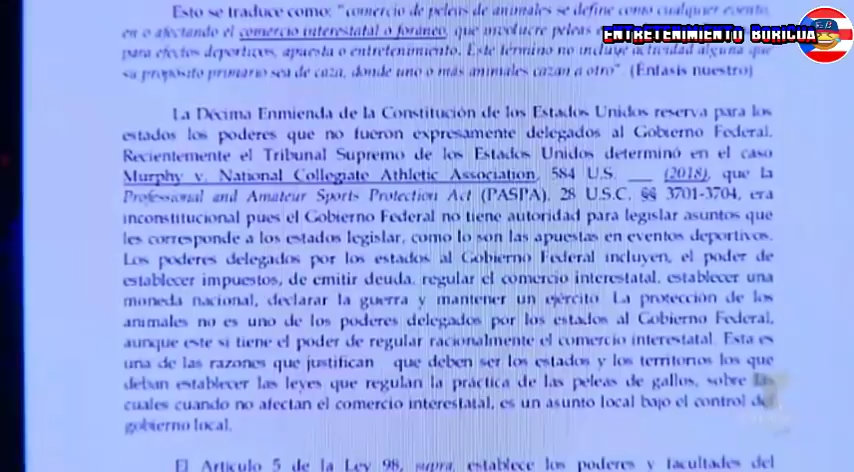 Esto se traduce como: "comercio de peleas de animales se define como cualquier evento,
en o afectando el comercio interestatal o foráneo, que involucre peleas
ENTRETENIMIENTO BORICUA
para efectos deportivos, apuesta o entretenimiento. Este término no incluye actividad alguna que
su propósito primario sea de caza, donde uno o más animales cazan a otro" (Énfasis nuestro)
La Décima Enmienda de la Constitución de los Estados Unidos reserva para los
estados los poderes que no fueron expresamente delegados al Gobierno Federal.
Recientemente el Tribunal Supremo de los Estados Unidos determinó en el caso
Murphy v. National Collegiate Athletic Association, 584 U.S. ___ (2018), que la
Professional and Amateur Sports Protection Act (PASPA), 28 U.S.C. §§ 3701-3704, era
inconstitucional pues el Gobierno Federal no tiene autoridad para legislar asuntos que
les corresponde a los estados legislar, como lo son las apuestas en eventos deportivos.
Los poderes delegados por los estados al Gobierno Federal incluyen, el poder de
establecer impuestos, de emitir deuda, regular el comercio interestatal, establecer una
moneda nacional, declarar la guerra y mantener un ejército. La protección de los
animales no es uno de los poderes delegados por los estados al Gobierno Federal,
aunque este si tiene el poder de regular racionalmente el comercio interestatal. Esta es
una de las razones que justifican que deben ser los estados y los territorios los que
deban establecer las leyes que regulan la práctica de las peleas de gallos, sobre las
cuales cuando no afectan el comercio interestatal, es un asunto local bajo el control del
gobierno local.
El Artículo 5 de la Ley 98, supra, establece los poderes y facultades del